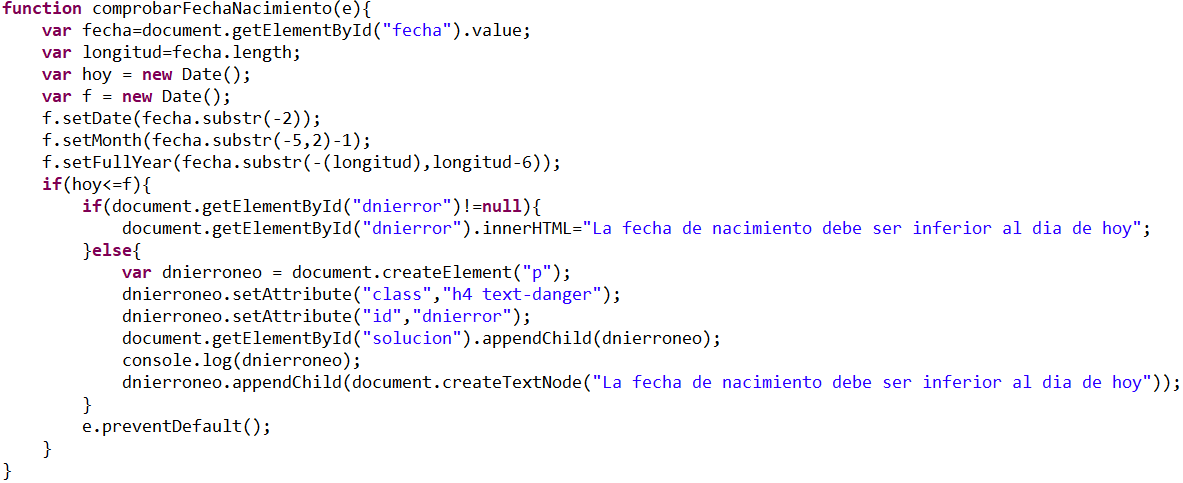 function comprobarFechaNacimiento(e){
    var fecha=document.getElementById("fecha").value;
    var longitud=fecha.length;
    var hoy = new Date();
    var f = new Date();
    f.setDate(fecha.substr(-2));
    f.setMonth(fecha.substr(-5,2)-1);
    f.setFullYear(fecha.substr(-(longitud),longitud-6));
    if(hoy<=f){
        if(document.getElementById("dnierror")!=null){
            document.getElementById("dnierror").innerHTML="La fecha de nacimiento debe ser inferior al dia de hoy";
        }else{
            var dnierroneo = document.createElement("p");
            dnierroneo.setAttribute("class","h4 text-danger");
            dnierroneo.setAttribute("id","dnierror");
            document.getElementById("solucion").appendChild(dnierroneo);
            console.log(dnierroneo);
            dnierroneo.appendChild(document.createTextNode("La fecha de nacimiento debe ser inferior al dia de hoy"));
        }
        e.preventDefault();
    }
}